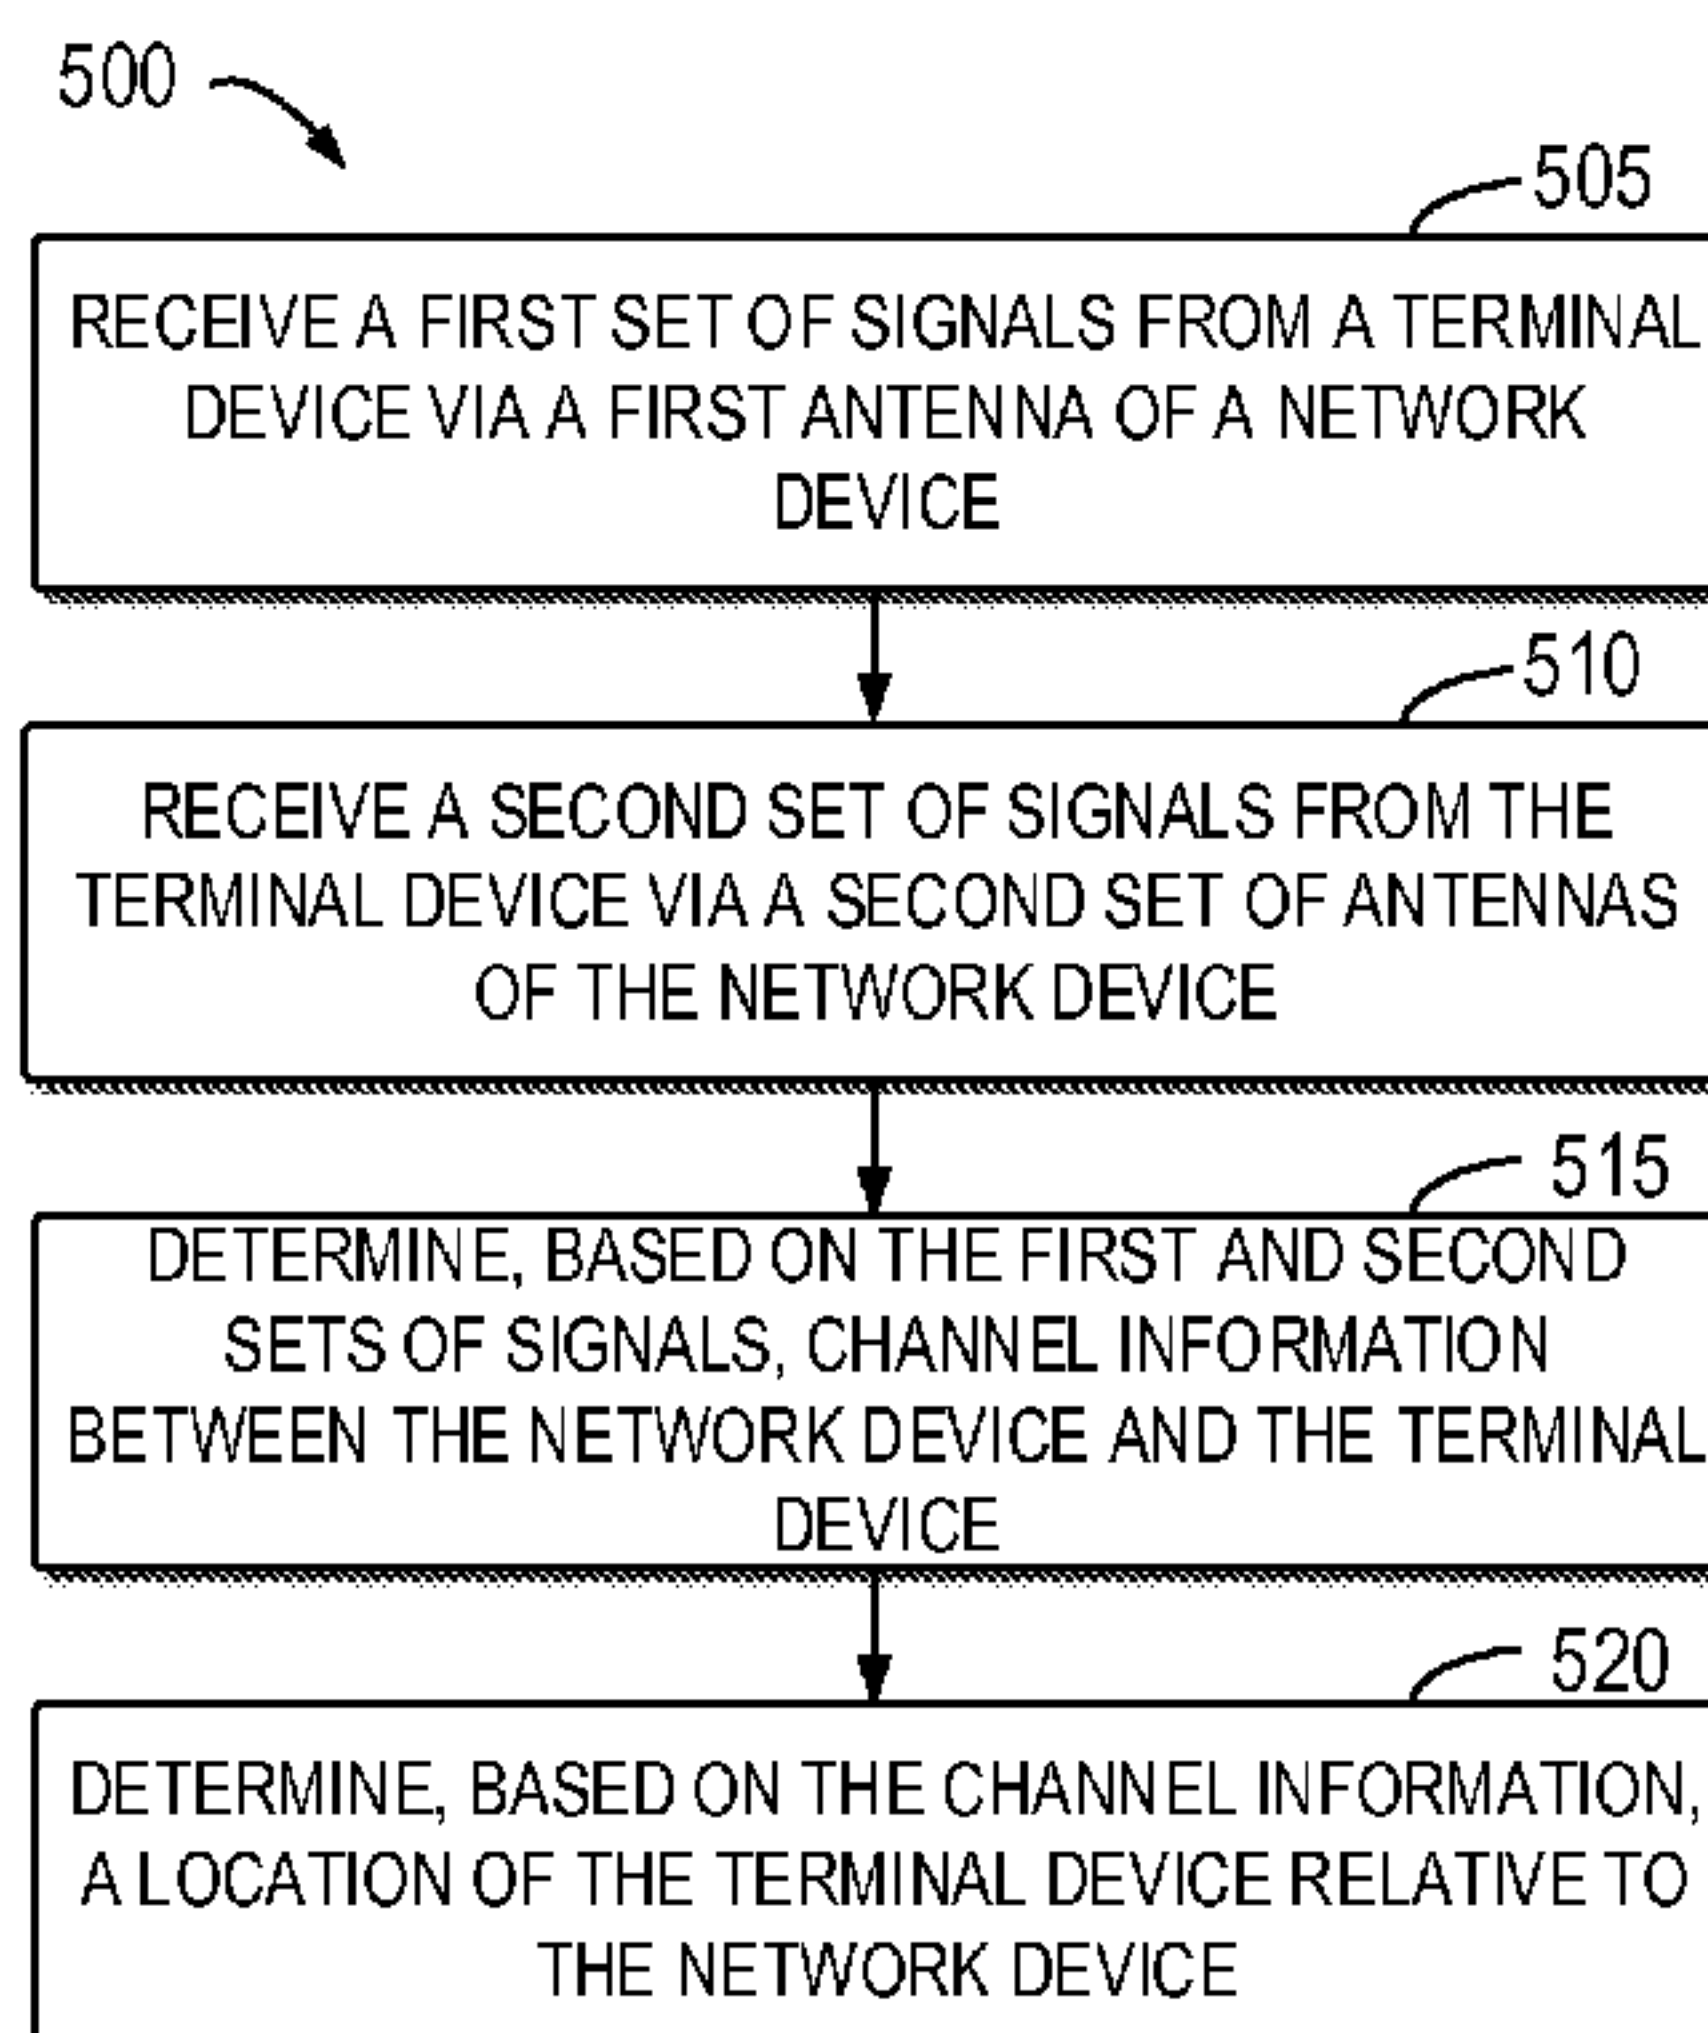 500
505
RECEIVE A FIRST SET OF SIGNALS FROM A TERMINAL
DEVICE VIA A FIRST ANTENNA OF A NETWORK
DEVICE
510
RECEIVE A SECOND SET OF SIGNALS FROM THE
TERMINAL DEVICE VIA A SECOND SET OF ANTENNAS
OF THE NETWORK DEVICE
515
DETERMINE, BASED ON THE FIRST AND SECOND
SETS OF SIGNALS, CHANNEL INFORMATION
BETWEEN THE NETWORK DEVICE AND THE TERMINAL
DEVICE
520
DETERMINE, BASED ON THE CHANNEL INFORMATION,
A LOCATION OF THE TERMINAL DEVICE RELATIVE TO
THE NETWORK DEVICE